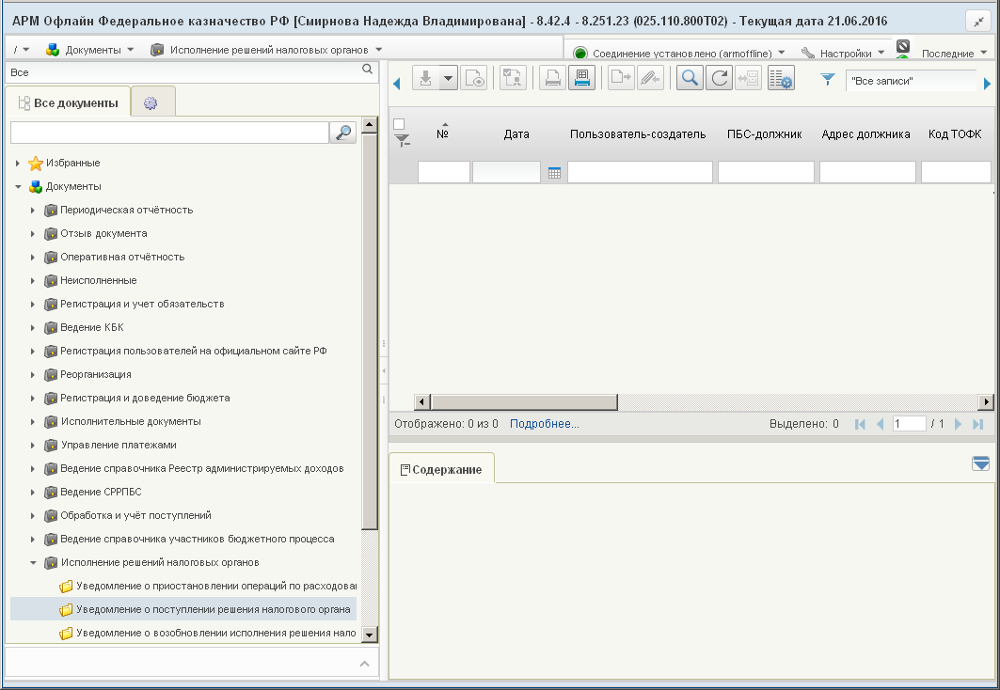 АРМ Офлайн Федеральное казначество РФ [Смирнова Надежда Владимировна] - 8.42.4 - 8.251.23 (025.110.800T02) - Текущая дата 21.06.2016
/ Документы Исполнение решений налоговых органов Соединение установлено (armoffline) Настройки Последние
Все
"Все записи"
Все документы
№ Дата Пользователь-создатель ПБС-должник Адрес должника Код ТОФК
Избранные
Документы
Периодическая отчётность
Отзыв документа
Оперативная отчётность
Неисполненные
Регистрация и учет обязательств
Ведение КБК
Регистрация пользователей на официальном сайте РФ
Реорганизация
Регистрация и доведение бюджета
Исполнительные документы
Управление платежами
Ведение справочника Реестр администрируемых доходов
Ведение СРРПБС
Обработка и учёт поступлений
Ведение справочника участников бюджетного процесса
Исполнение решений налоговых органов
Уведомление о приостановлении операций по расходова
Уведомление о поступлении решения налогового органа
Уведомление о возобновлении исполнения решения нало
Отображено: 0 из 0 Подробнее... Выделено: 0 1 / 1
Содержание